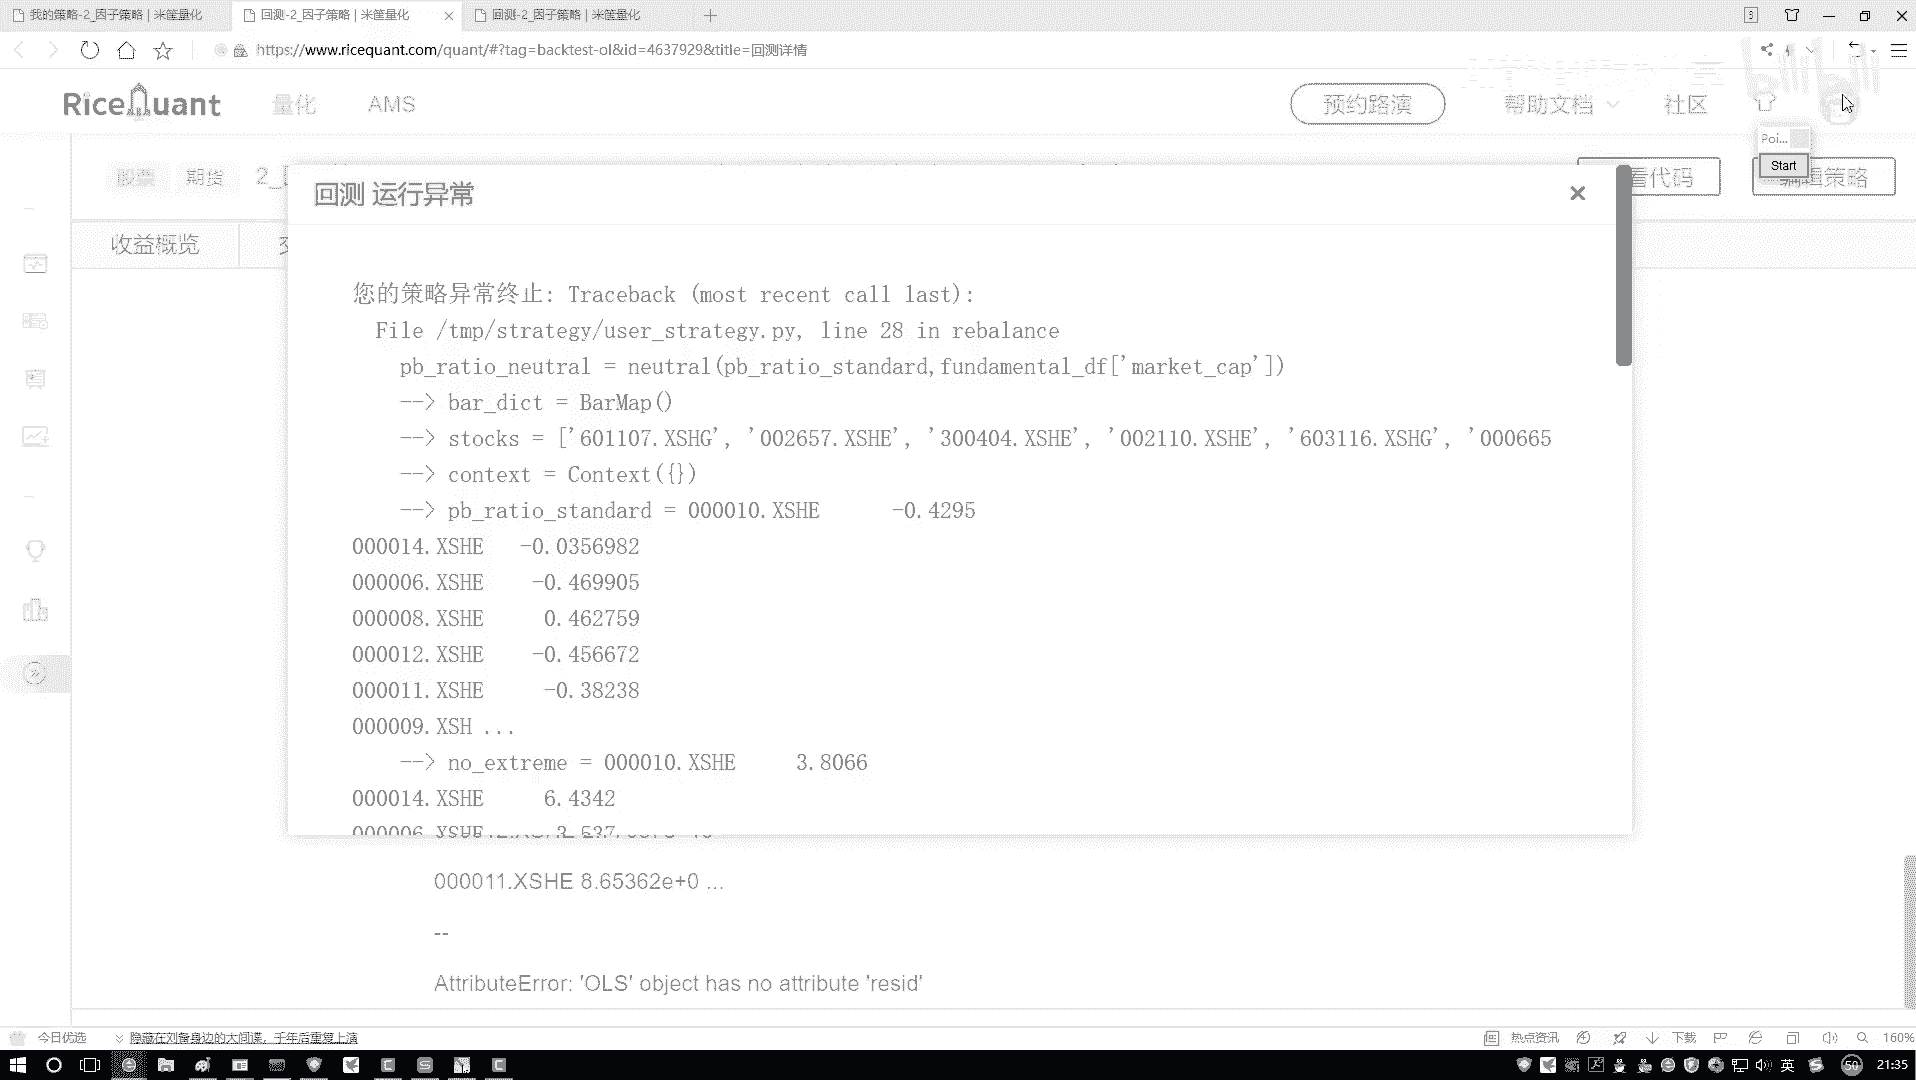 我的策略-2_因子策略 | 米筐量化
回测-2_因子策略 | 米筐量化
回测-2_因子策略 | 米筐量化
https://www.ricequant.com/quant/#?tag=backtest-ol&id=4637929&title=回测详情
RiceQuant
量化
AMS
预约路演
帮助文档
社区
Poi...
Start
股票
期货
看代码
编辑策略
回测 运行异常
收益概览
您的策略异常终止: Traceback (most recent call last):
File /tmp/strategy/user_strategy.py, line 28 in rebalance
pb_ratio_neutral = neutral(pb_ratio_standard,fundamental_df['market_cap'])
--> bar_dict = BarMap()
--> stocks = ['601107.XSHG', '002657.XSHE', '300404.XSHE', '002110.XSHE', '603116.XSHG', '000665
--> context = Context({})
--> pb_ratio_standard = 000010.XSHE -0.4295
000014.XSHE -0.0356982
000006.XSHE -0.469905
000008.XSHE 0.462759
000012.XSHE -0.456672
000011.XSHE -0.38238
000009.XSH ...
--> no_extreme = 000010.XSHE 3.8066
000014.XSHE 6.4342
000011.XSHE 8.65362e+0 ...
--
AttributeError: 'OLS' object has no attribute 'resid'
今日优选
隐藏在刘备身边的大间谍，千年后重复上演
热点资讯
下载
160%
英
50
21:35